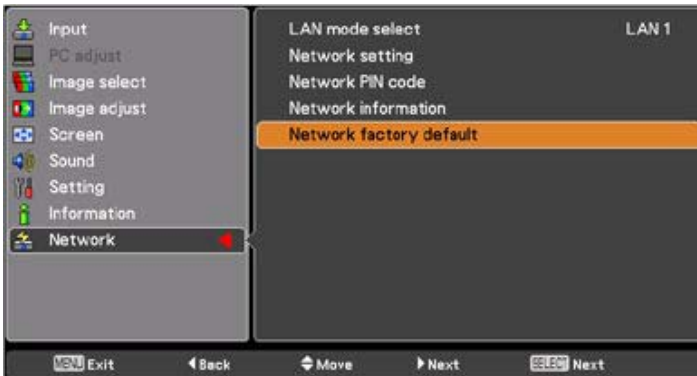 Input
PC adjust
Image select
Image adjust
Screen
Sound
Setting
Information
Network
LAN mode select LAN 1
Network setting
Network PIN code
Network information
Network factory default
MENU Exit Back Move Next SELECT Next